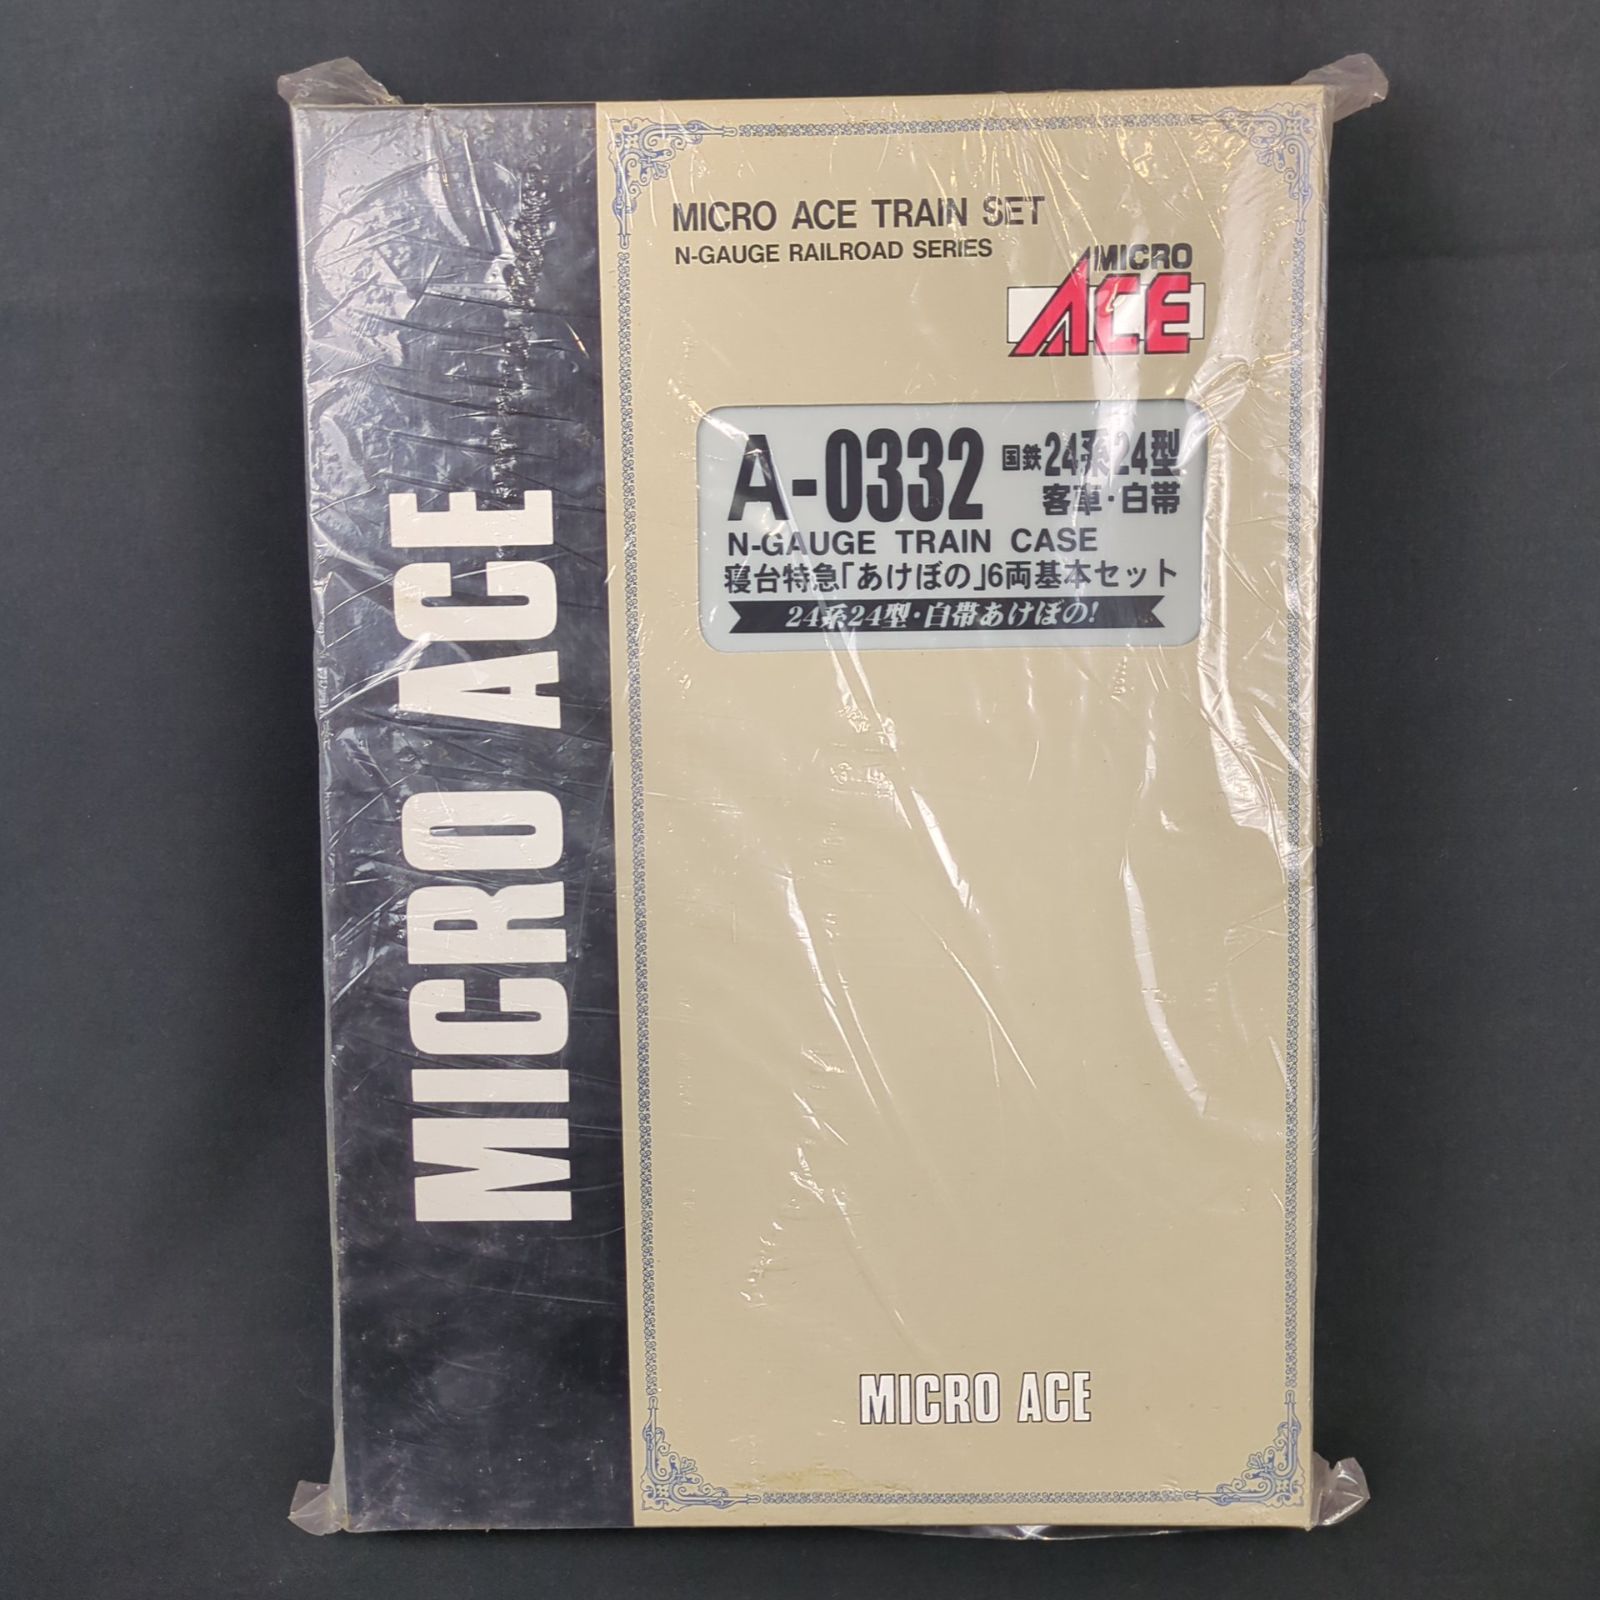 MICRO ACE
MICRO ACE TRAIN SET
N-GAUGE RAILROAD SERIES
MICRO
ACE
A-0332 国鉄24系24型
客車・白帯
N-GAUGE TRAIN CASE
寝台特急「あけぼの」6両基本セット
24系24型・白帯あけぼの!
MICRO ACE